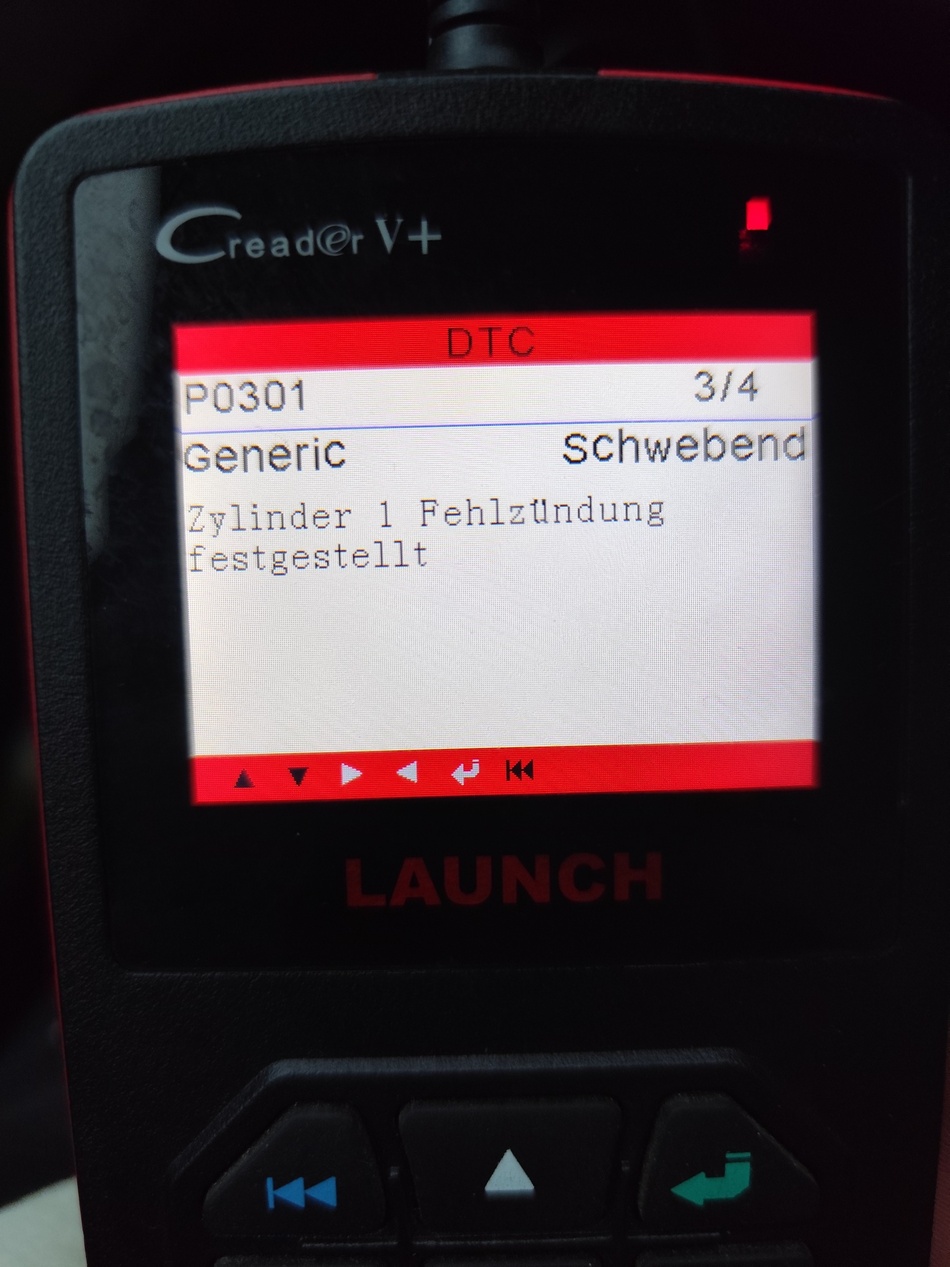 Creader V+
DTC
P0301 3/4
Generic Schwebend
Zylinder 1 Fehlzündung
festgestellt
LAUNCH